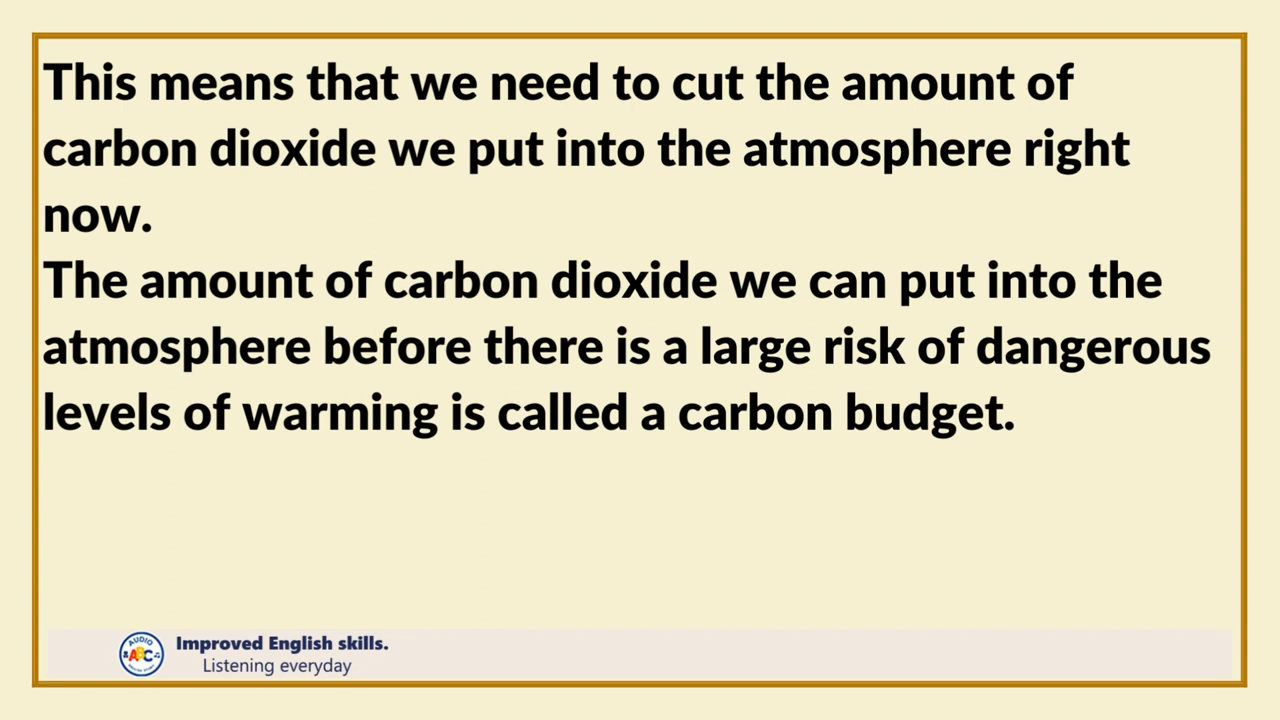 This means that we need to cut the amount of
carbon dioxide we put into the atmosphere right
now.
The amount of carbon dioxide we can put into the
atmosphere before there is a large risk of dangerous
levels of warming is called a carbon budget.
AUDIO
ABC
Improved English skills.
Listening everyday